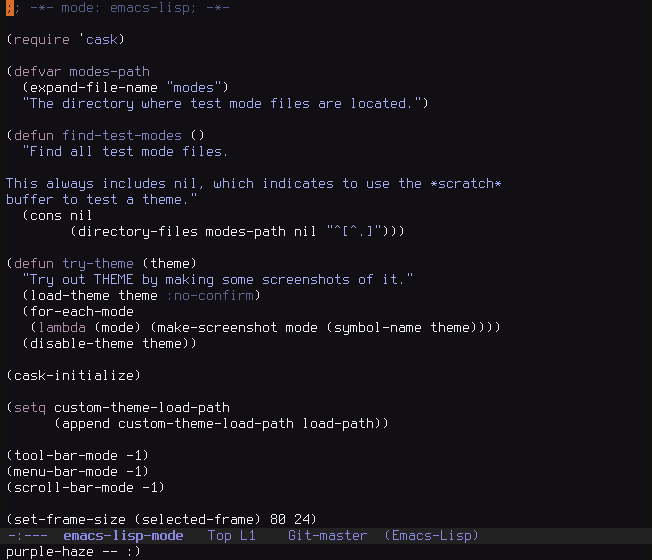 ;; -*- mode: emacs-lisp; -*-

(require 'cask)

(defvar modes-path
  (expand-file-name "modes")
  "The directory where test mode files are located.")

(defun find-test-modes ()
  "Find all test mode files.

This always includes nil, which indicates to use the *scratch*
buffer to test a theme."
  (cons nil
        (directory-files modes-path nil "^[^.]")))

(defun try-theme (theme)
  "Try out THEME by making some screenshots of it."
  (load-theme theme :no-confirm)
  (for-each-mode
   (lambda (mode) (make-screenshot mode (symbol-name theme))))
  (disable-theme theme))

(cask-initialize)

(setq custom-theme-load-path
      (append custom-theme-load-path load-path))

(tool-bar-mode -1)
(menu-bar-mode -1)
(scroll-bar-mode -1)

(set-frame-size (selected-frame) 80 24)
-:---  emacs-lisp-mode   Top L1    Git-master  (Emacs-Lisp)
purple-haze -- :)